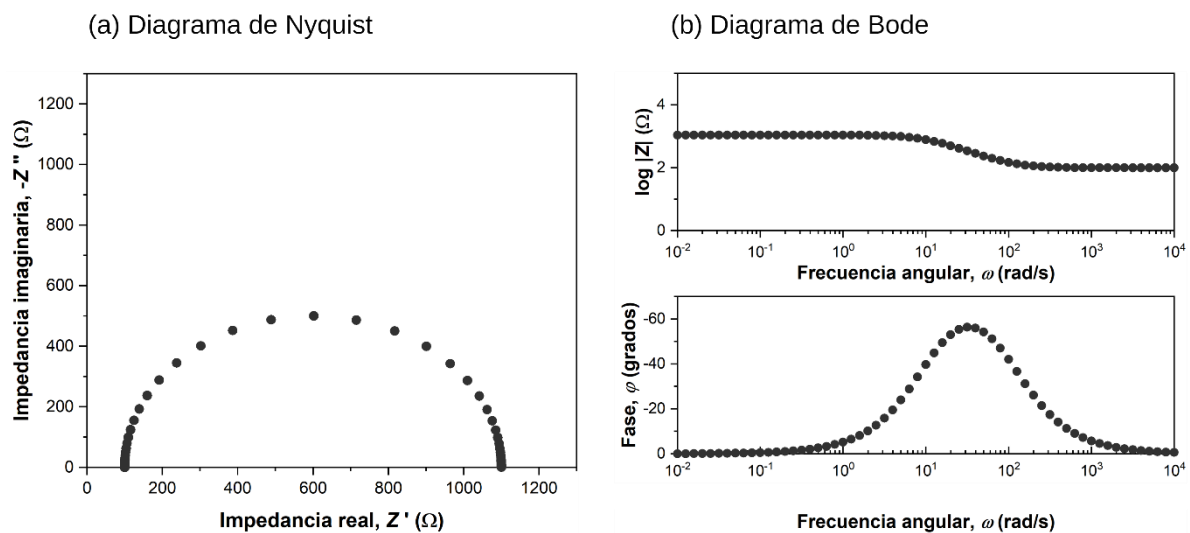 (a) Diagrama de Nyquist
Impedancia imaginaria, -Z'' (Ω)
1200
1000
800
600
400
200
0
0 200 400 600 800 1000 1200
Impedancia real, Z' (Ω)
(b) Diagrama de Bode
log |Z| (Ω)
4
2
0
10⁻² 10⁻¹ 10⁰ 10¹ 10² 10³ 10⁴
Frecuencia angular, ω (rad/s)
Fase, φ (grados)
-60
-40
-20
0
10⁻² 10⁻¹ 10⁰ 10¹ 10² 10³ 10⁴
Frecuencia angular, ω (rad/s)